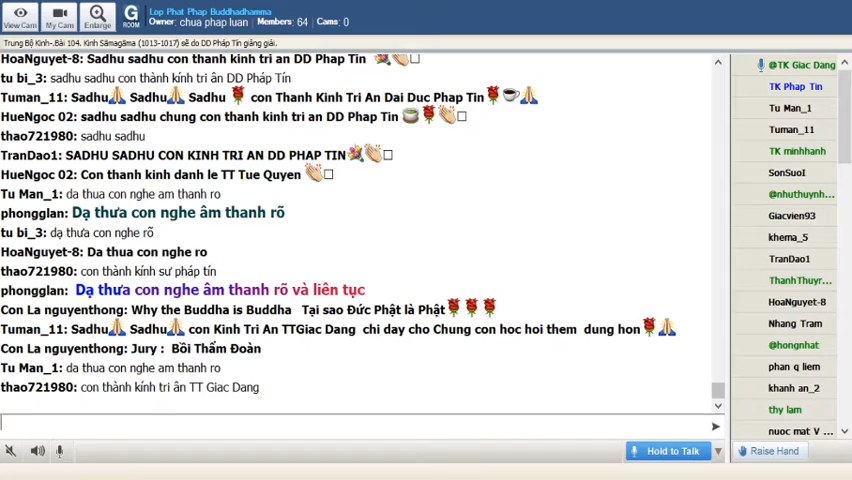 Lop Phat Phap Buddhadhamma
Owner: chua phap luan Members: 64 Cams: 0
View Cam
My Cam
Enlarge
G
ROOM
Trung Bộ Kinh-.Bài 104. Kinh Sāmagāma (1013-1017) sẽ do DD Pháp Tín giảng giải.
HoaNguyet-8: Sadhu sadhu con thanh kinh tri an DD Phap Tin
tu bi_3: sadhu sadhu con thành kính tri ân DD Pháp Tín
Tuman_11: Sadhu Sadhu Sadhu con Thanh Kinh Tri An Dai Duc Phap Tin
HueNgoc 02: sadhu sadhu chung con thanh kinh tri an DD Phap Tin
thao721980: sadhu sadhu
TranDao1: SADHU SADHU CON KINH TRI AN DD PHAP TIN
HueNgoc 02: Con thanh kinh danh le TT Tue Quyen
Tu Man_1: da thua con nghe am thanh ro
phongglan: Dạ thưa con nghe âm thanh rõ
tu bi_3: dạ thưa con nghe rõ
HoaNguyet-8: Da thua con nghe ro
thao721980: con thành kính sư pháp tín
phongglan: Dạ thưa con nghe âm thanh rõ và liên tục
Con La nguyenthong: Why the Buddha is Buddha Tại sao Đức Phật là Phật
Tuman_11: Sadhu Sadhu con Kinh Tri An TTGiac Dang chi day cho Chung con hoc hoi them dung hon
Con La nguyenthong: Jury : Bồi Thẩm Đoàn
Tu Man_1: da thua con nghe am thanh ro
thao721980: con thành kính tri ân TT Giac Dang
@TK Giac Dang
TK Phap Tin
Tu Man_1
Tuman_11
TK minhhanh
SonSuoI
@nhuthuynh...
Giacvien93
khema_5
TranDao1
ThanhThuyr...
HoaNguyet-8
Nhang Tram
@hongnhat
phan q liem
khanh an_2
thy lam
nuoc mat V ...
Hold to Talk
Raise Hand